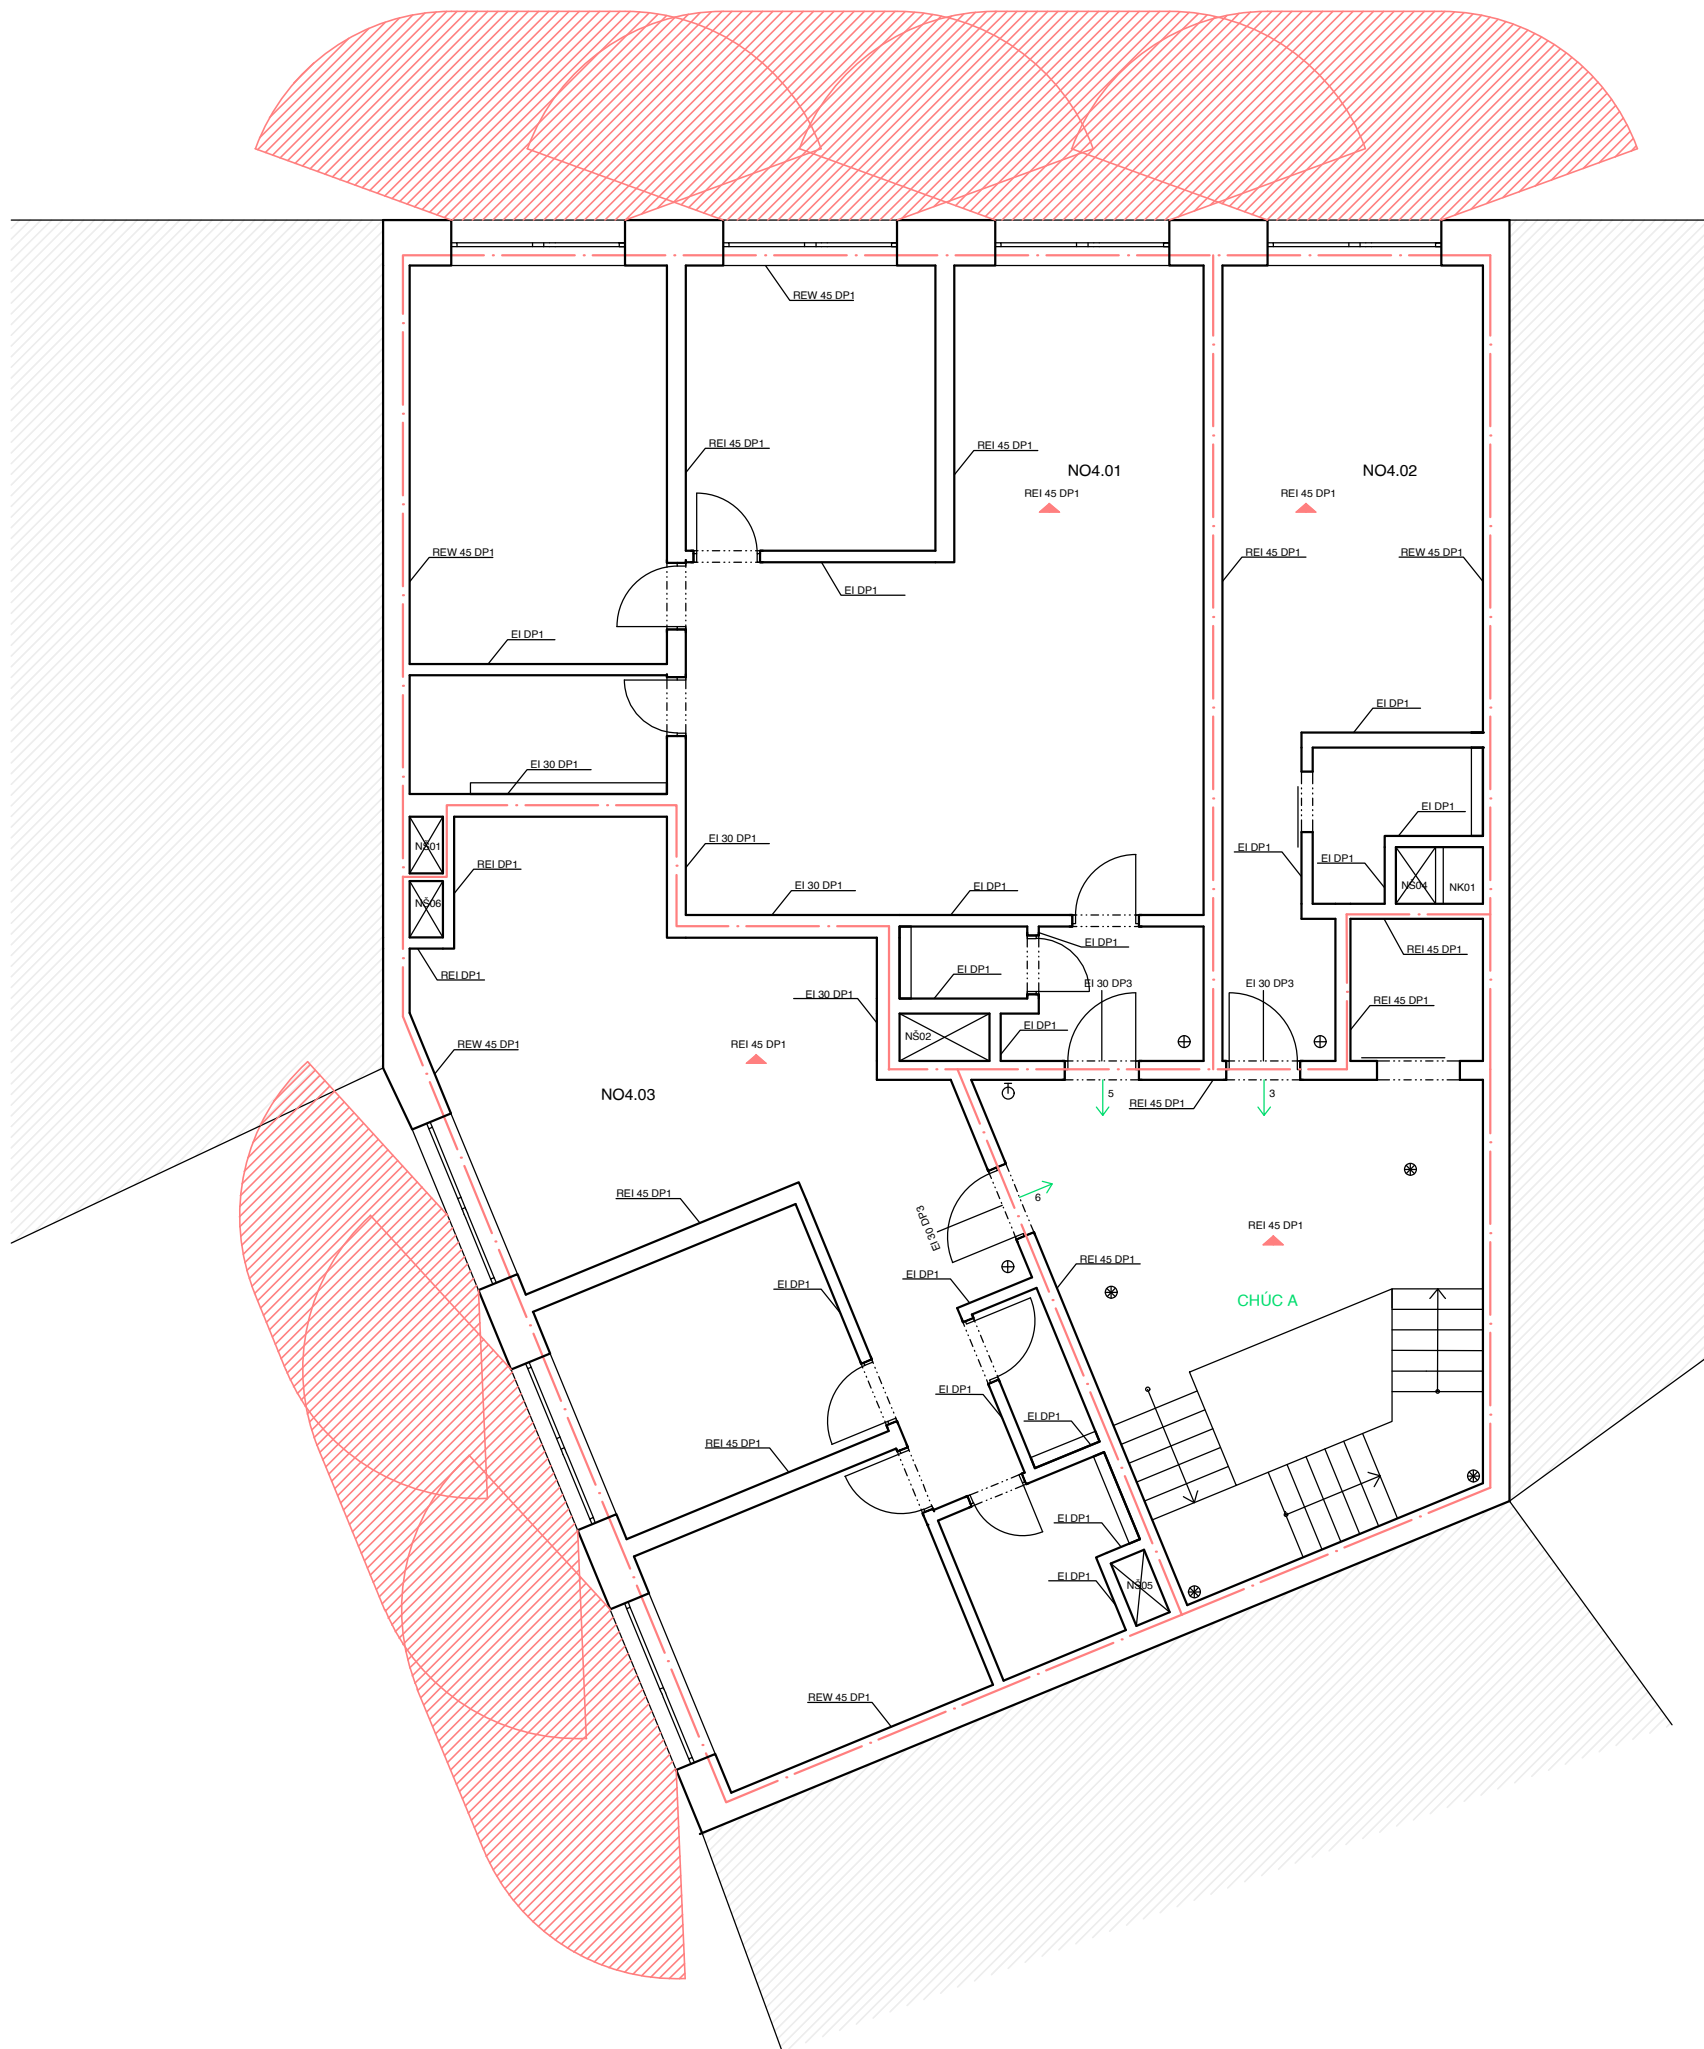 REW 45 DP1
REI 45 DP1
REI 45 DP1
NO4.01
NO4.02
REI 45 DP1
REI 45 DP1
REW 45 DP1
REI 45 DP1
REW 45 DP1
EI DP1
EI DP1
EI DP1
EI 30 DP1
EI DP1
EI 30 DP1
NŠ01
EI DP1
EI DP1
REI DP1
EI 30 DP1
EI DP1
NŠ04
NK01
NŠ06
EI DP1
REI 45 DP1
REI DP1
EI DP1
EI 30 DP3
EI 30 DP3
EI 30 DP1
REI 45 DP1
EI DP1
NŠ02
REW 45 DP1
REI 45 DP1
NO4.03
5
3
REI 45 DP1
REI 45 DP1
6
EI 30 DP3
REI 45 DP1
REI 45 DP1
EI DP1
EI DP1
CHÚC A
EI DP1
EI DP1
REI 45 DP1
EI DP1
EI DP1
NŠ05
REW 45 DP1